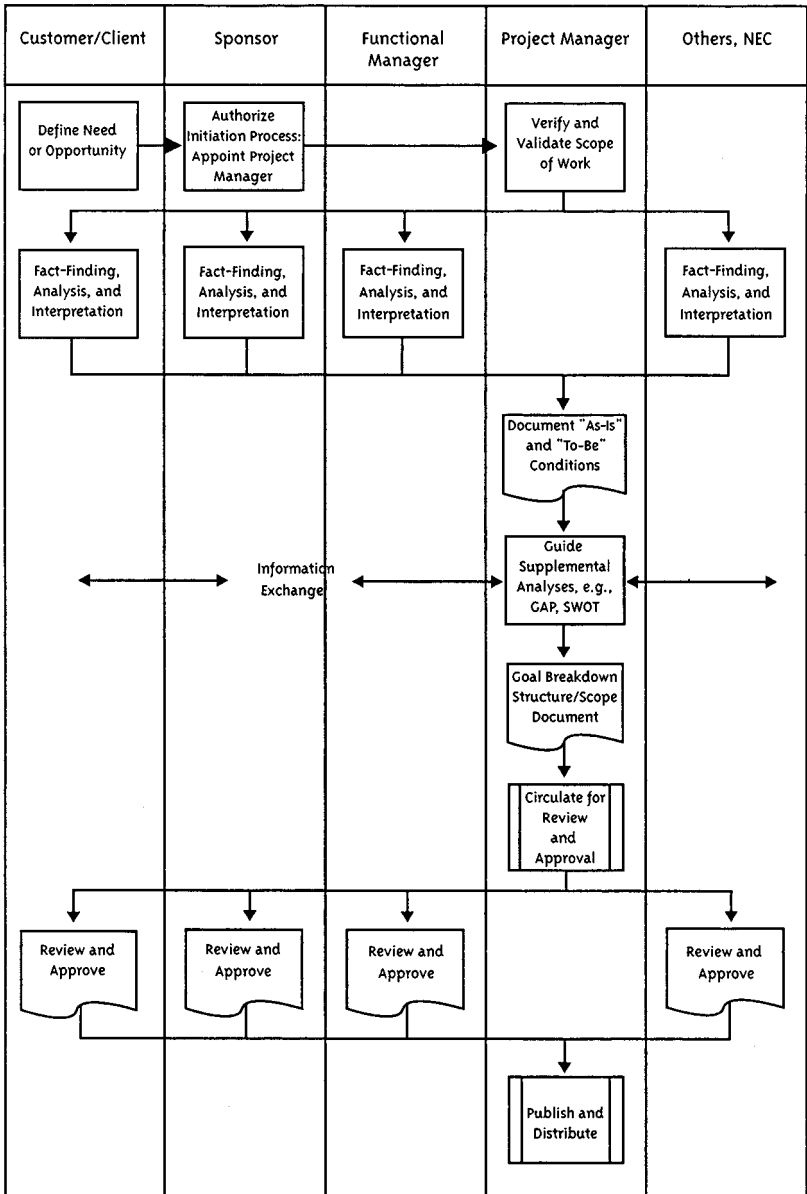 Customer/Client
Sponsor
Functional
Manager
Project Manager
Others, NEC
Define Need
or Opportunity
Authorize
Initiation Process:
Appoint Project
Manager
Verify and
Validate Scope
of Work
Fact-Finding,
Analysis, and
Interpretation
Fact-Finding,
Analysis, and
Interpretation
Fact-Finding,
Analysis, and
Interpretation
Fact-Finding,
Analysis, and
Interpretation
Document "As-Is"
and "To-Be"
Conditions
Information
Exchange
Guide
Supplemental
Analyses, e.g.,
GAP, SWOT
Goal Breakdown
Structure/Scope
Document
Circulate for
Review
and
Approval
Review and
Approve
Review and
Approve
Review and
Approve
Review and
Approve
Publish and
Distribute